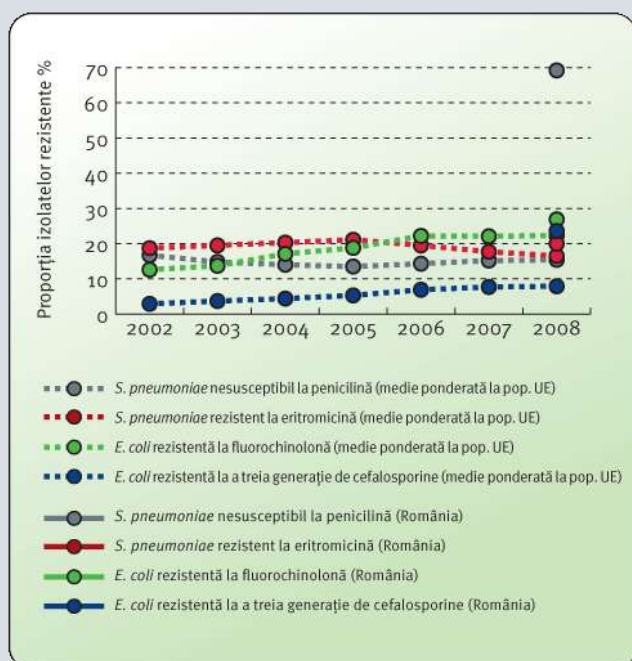 Proporția izolatelor rezistente %
70
60
50
40
30
20
10
0
2002 2003 2004 2005 2006 2007 2008
S. pneumoniae nesusceptibil la penicilină (medie ponderată la pop. UE)
S. pneumoniae rezistent la eritromicină (medie ponderată la pop. UE)
E. coli rezistentă la fluorochinolonă (medie ponderată la pop. UE)
E. coli rezistentă la a treia generație de cefalosporine (medie ponderată la pop. UE)
S. pneumoniae nesusceptibil la penicilină (România)
S. pneumoniae rezistent la eritromicină (România)
E. coli rezistentă la fluorochinolonă (România)
E. coli rezistentă la a treia generație de cefalosporine (România)